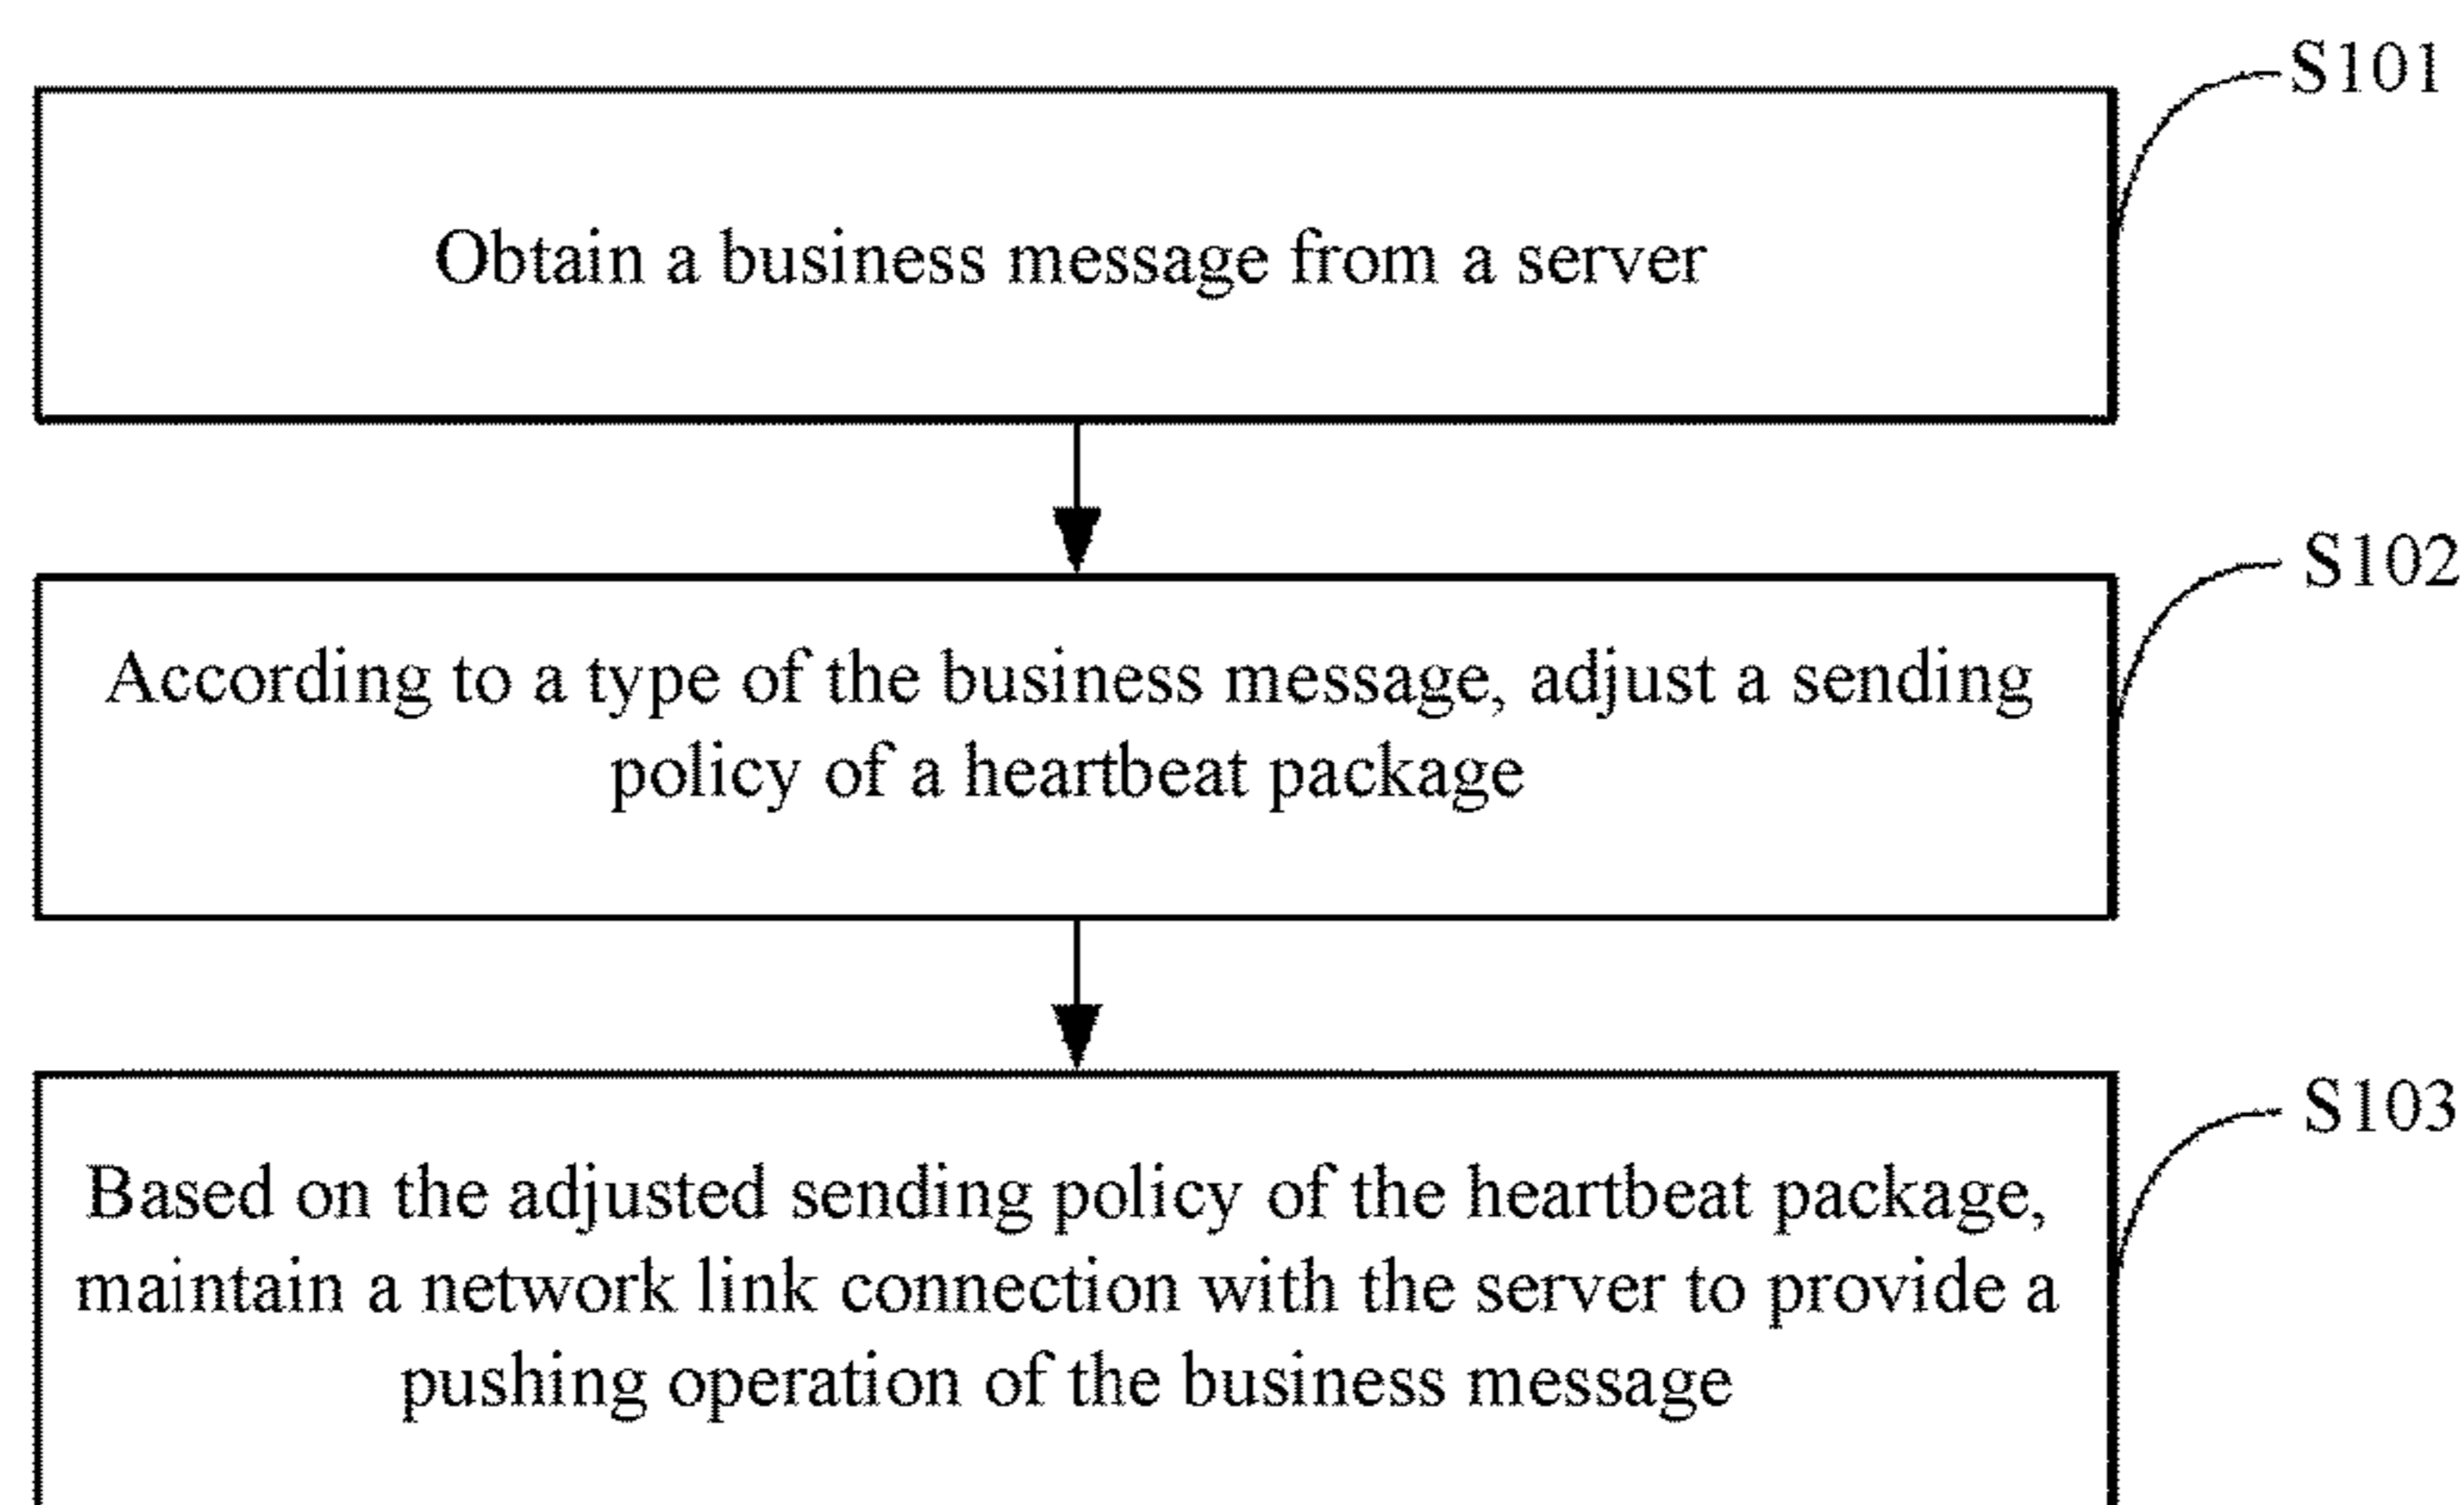 S101
Obtain a business message from a server
S102
According to a type of the business message, adjust a sending
policy of a heartbeat package
S103
Based on the adjusted sending policy of the heartbeat package,
maintain a network link connection with the server to provide a
pushing operation of the business message